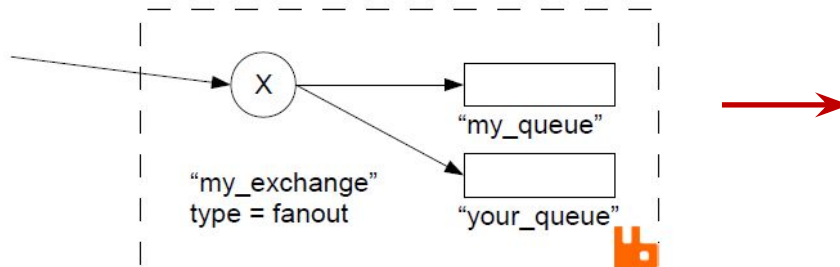 X
“my_queue”
“my_exchange”
type = fanout
“your_queue”